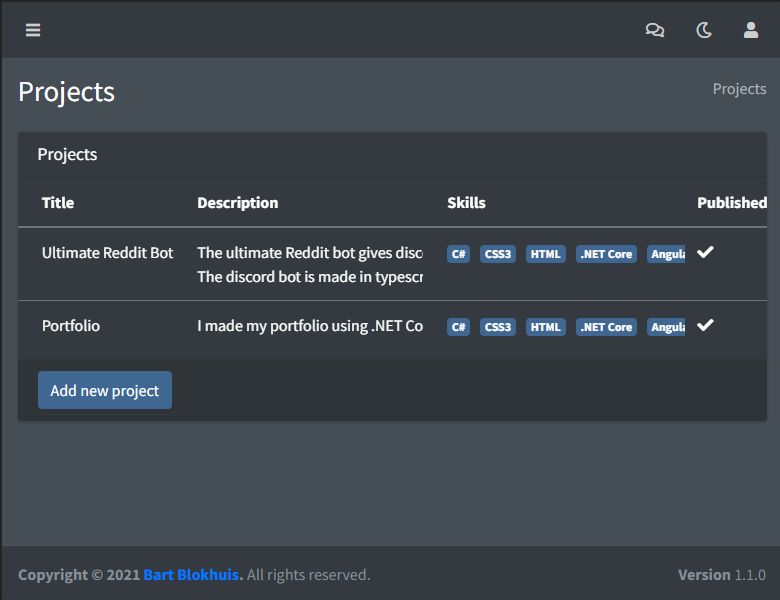 Projects
Projects
Projects
Title Description Skills Published
Ultimate Reddit Bot The ultimate Reddit bot gives disc C# CSS3 HTML .NET Core Angula
The discord bot is made in typescr
Portfolio I made my portfolio using .NET Co C# CSS3 HTML .NET Core Angula
Add new project
Copyright © 2021 Bart Blokhuis. All rights reserved. Version 1.1.0